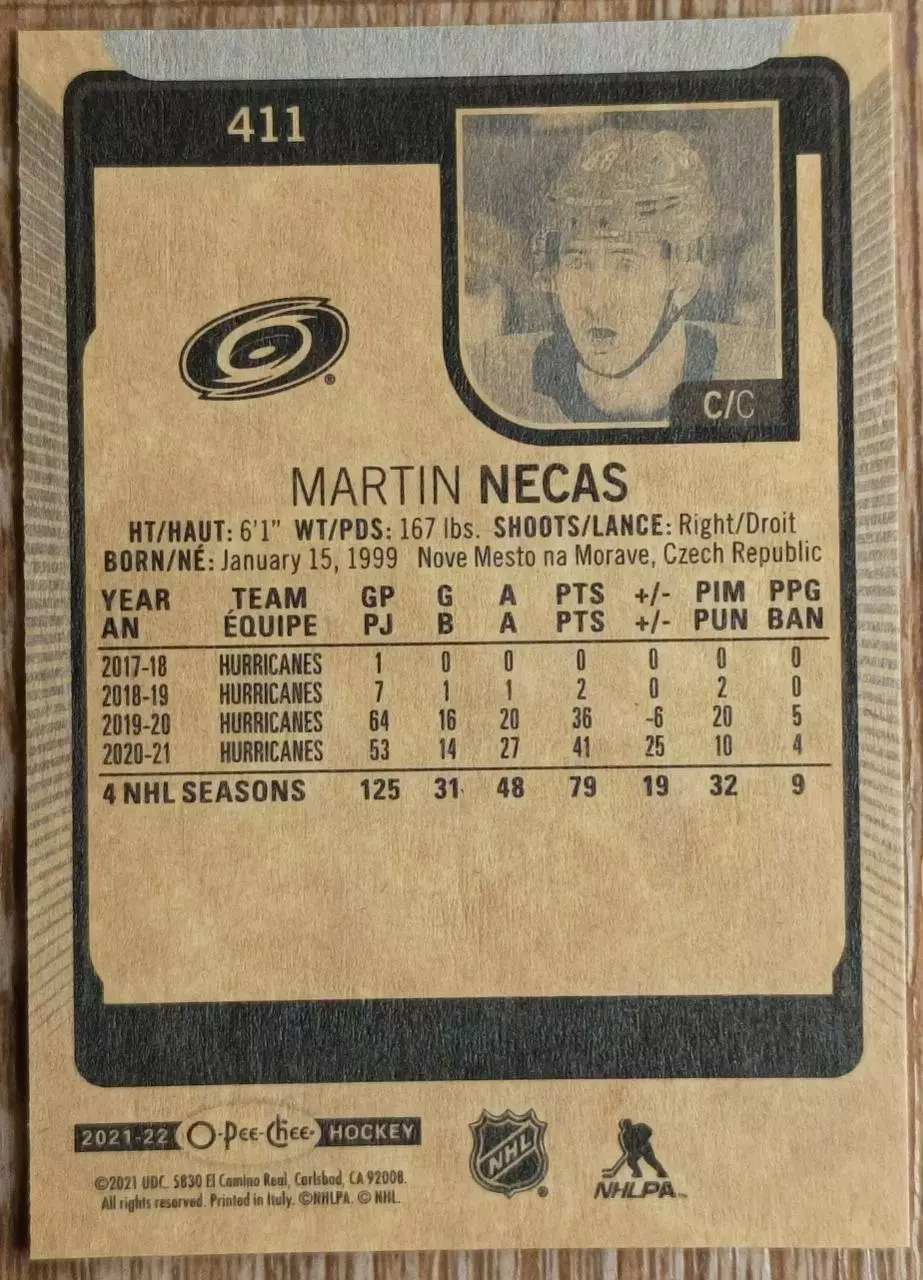 411
C/C
MARTIN NECAS
HT/HAUT: 6'1" WT/PDS: 167 lbs. SHOOTS/LANCE: Right/Droit
BORN/NÉ: January 15, 1999 Nove Mesto na Morave, Czech Republic
YEAR TEAM GP G A PTS +/- PIM PPG
AN ÉQUIPE PJ B A PTS +/- PUN BAN
2017-18 HURRICANES 1 0 0 0 0 0 0
2018-19 HURRICANES 7 1 1 2 0 2 0
2019-20 HURRICANES 64 16 20 36 -6 20 5
2020-21 HURRICANES 53 14 27 41 25 10 4
4 NHL SEASONS 125 31 48 79 19 32 9
2021-22 O-Pee-Chee HOCKEY
NHL ®
NHLPA™
©2021 UDC. 5830 El Camino Real, Carlsbad, CA 92008.
All rights reserved. Printed in Italy. ©NHLPA. © NHL.